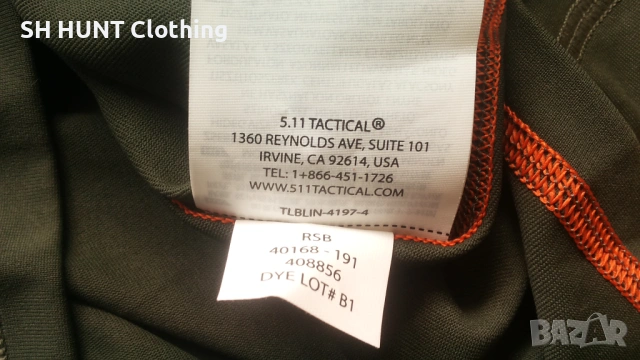 SH HUNT Clothing
5.11 TACTICAL®
1360 REYNOLDS AVE, SUITE 101
IRVINE, CA 92614, USA
TEL: 1+866-451-1726
WWW.511TACTICAL.COM
TLBLIN-4197-4
RSB
40168 - 191
408856
DYE LOT# B1
BAZAR